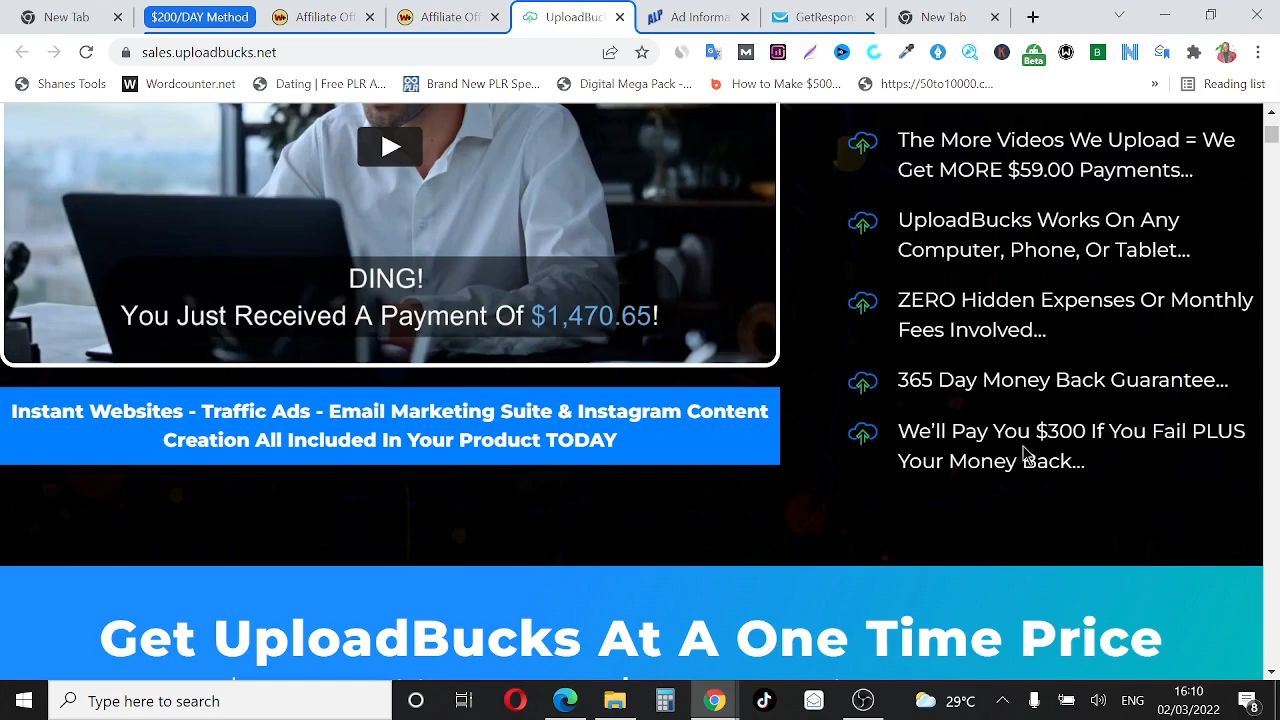 New Tab
$200/DAY Method
Affiliate Off
Affiliate Off
UploadBuc
Ad Informa
GetRespon
New Tab
sales.uploadbucks.net
Beta
Shanes Tools
Wordcounter.net
Dating | Free PLR A...
Brand New PLR Spe...
Digital Mega Pack -...
How to Make $500...
https://50to10000.c...
»
Reading list
DING!
You Just Received A Payment Of $1,470.65!
Instant Websites - Traffic Ads - Email Marketing Suite & Instagram Content
Creation All Included In Your Product TODAY
The More Videos We Upload = We
Get MORE $59.00 Payments...
UploadBucks Works On Any
Computer, Phone, Or Tablet...
ZERO Hidden Expenses Or Monthly
Fees Involved...
365 Day Money Back Guarantee...
We'll Pay You $300 If You Fail PLUS
Your Money Back...
Get UploadBucks At A One Time Price
Type here to search
29°C
ENG
16:10
02/03/2022
8